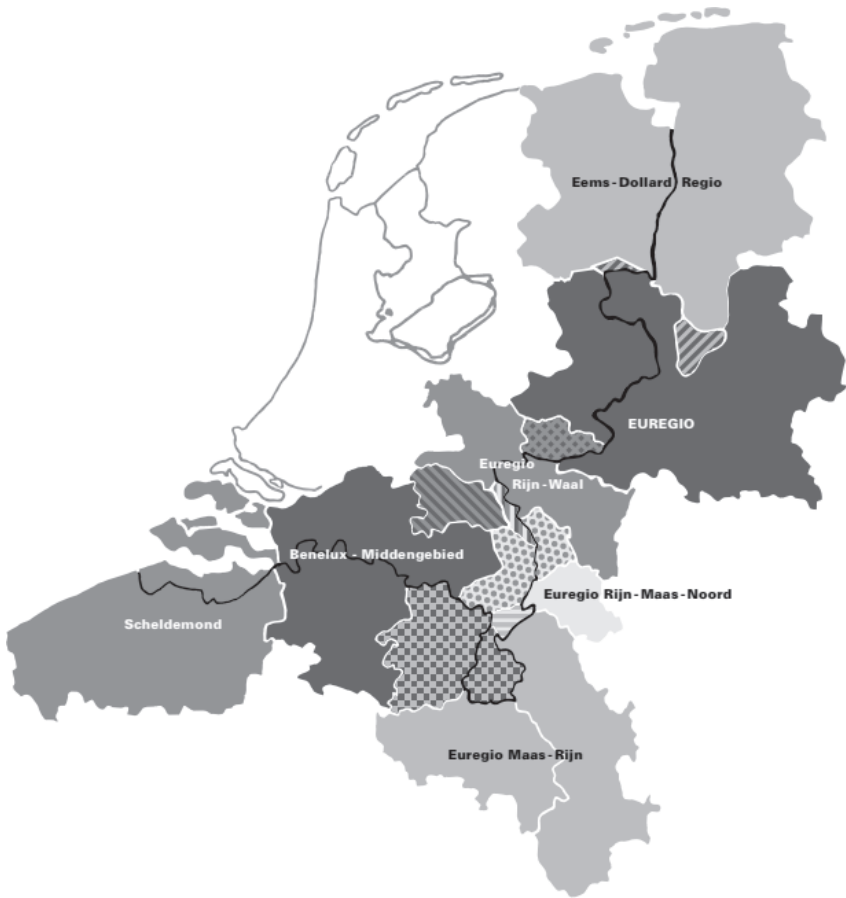 Eems-Dollard Regio
EUREGIO
Euregio
Rijn-Waal
Benelux - Middengebied
Euregio Rijn-Maas-Noord
Scheldemond
Euregio Maas-Rijn